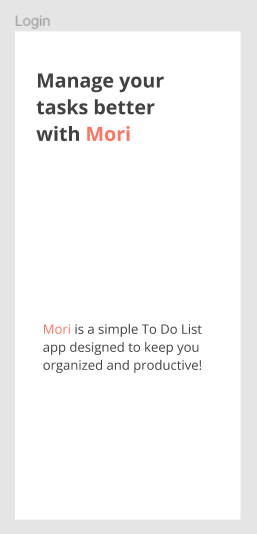 Login
Manage your
tasks better
with Mori
Mori is a simple To Do List
app designed to keep you
organized and productive!